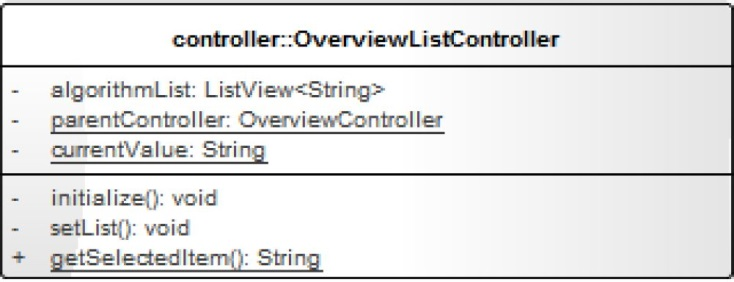 controller::OverviewListController
- algorithmList: ListView<String>
- parentController: OverviewController
- currentValue: String
- initialize(): void
- setList(): void
+ getSelectedItem(): String